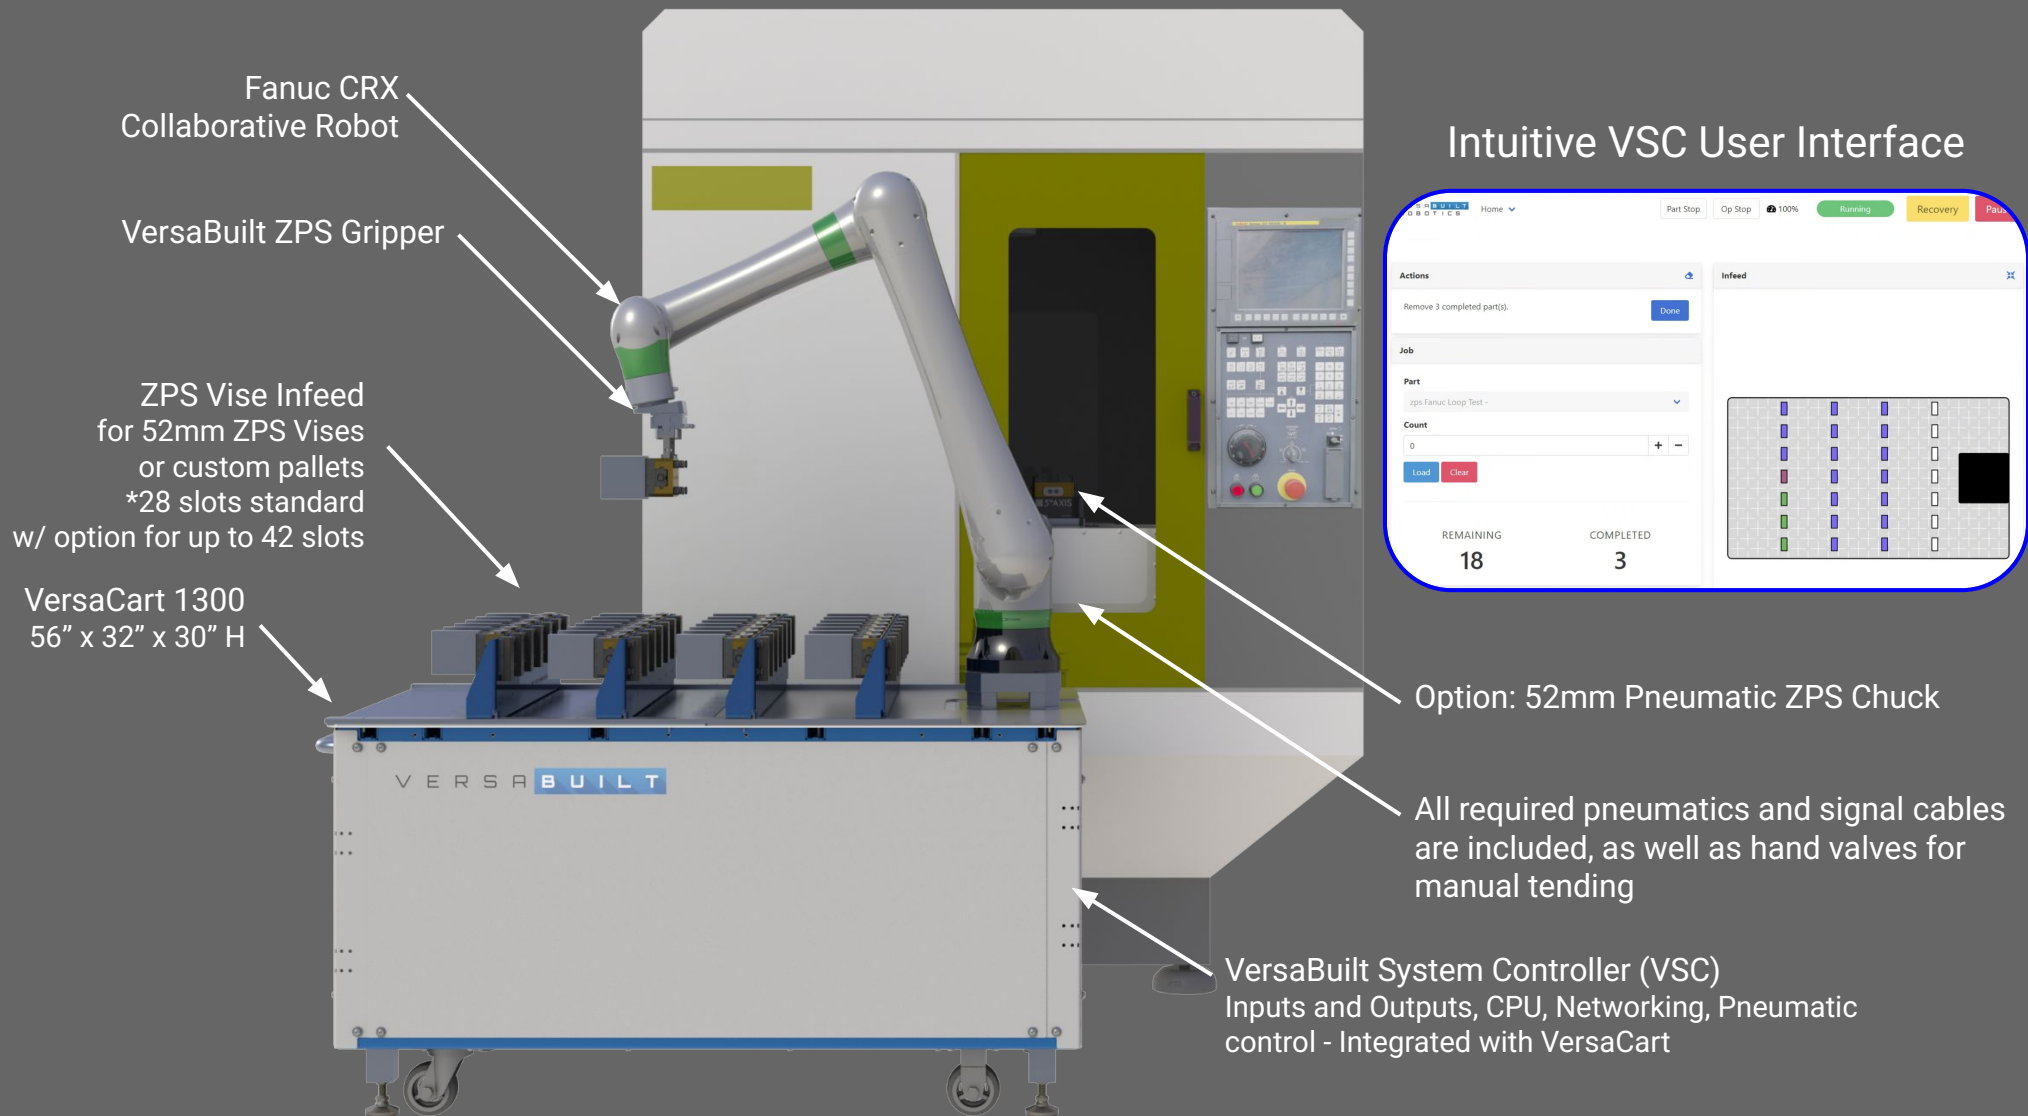 Fanuc CRX
Collaborative Robot
VersaBuilt ZPS Gripper
ZPS Vise Infeed
for 52mm ZPS Vises
or custom pallets
*28 slots standard
w/ option for up to 42 slots
VersaCart 1300
56” x 32” x 30” H
VERSABUILT
5°AXIS
Intuitive VSC User Interface
Home
Part Stop
Op Stop
100%
Running
Recovery
Actions
Infeed
Remove 3 completed part(s).
Done
Job
Part
zps Fanuc Loop Test -
Count
0
+ −
Load
Clear
REMAINING
COMPLETED
18
3
Option: 52mm Pneumatic ZPS Chuck
All required pneumatics and signal cables
are included, as well as hand valves for
manual tending
VersaBuilt System Controller (VSC)
Inputs and Outputs, CPU, Networking, Pneumatic
control - Integrated with VersaCart